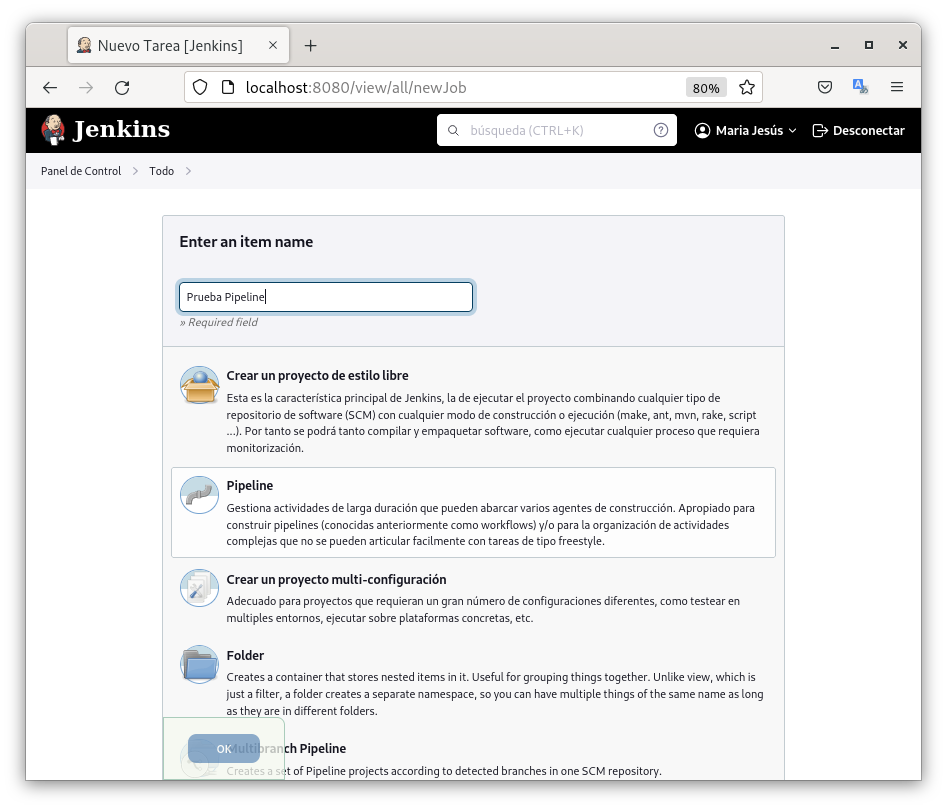 Nuevo Tarea [Jenkins]
localhost:8080/view/all/newJob
80%
Jenkins
búsqueda (CTRL+K)
Maria Jesús
Desconectar
Panel de Control
Todo
Enter an item name
Prueba Pipeline
» Required field
Crear un proyecto de estilo libre
Esta es la característica principal de Jenkins, la de ejecutar el proyecto combinando cualquier tipo de
repositorio de software (SCM) con cualquier modo de construcción o ejecución (make, ant, mvn, rake, script
...). Por tanto se podrá tanto compilar y empaquetar software, como ejecutar cualquier proceso que requiera
monitorización.
Pipeline
Gestiona actividades de larga duración que pueden abarcar varios agentes de construcción. Apropiado para
construir pipelines (conocidas anteriormente como workflows) y/o para la organización de actividades
complejas que no se pueden articular facilmente con tareas de tipo freestyle.
Crear un proyecto multi-configuración
Adecuado para proyectos que requieran un gran número de configuraciones diferentes, como testear en
multiples entornos, ejecutar sobre plataformas concretas, etc.
Folder
Creates a container that stores nested items in it. Useful for grouping things together. Unlike view, which is
just a filter, a folder creates a separate namespace, so you can have multiple things of the same name as long
as they are in different folders.
OK
Multibranch Pipeline
Creates a set of Pipeline projects according to detected branches in one SCM repository.